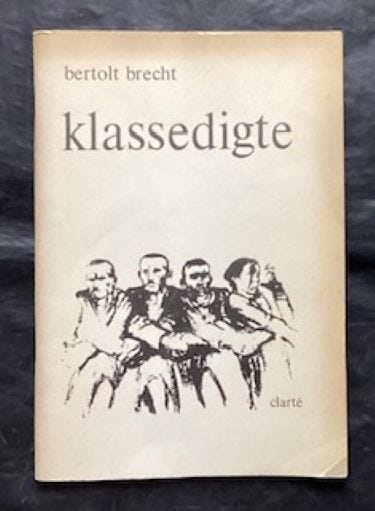 bertolt brecht
klassedigte
clarté